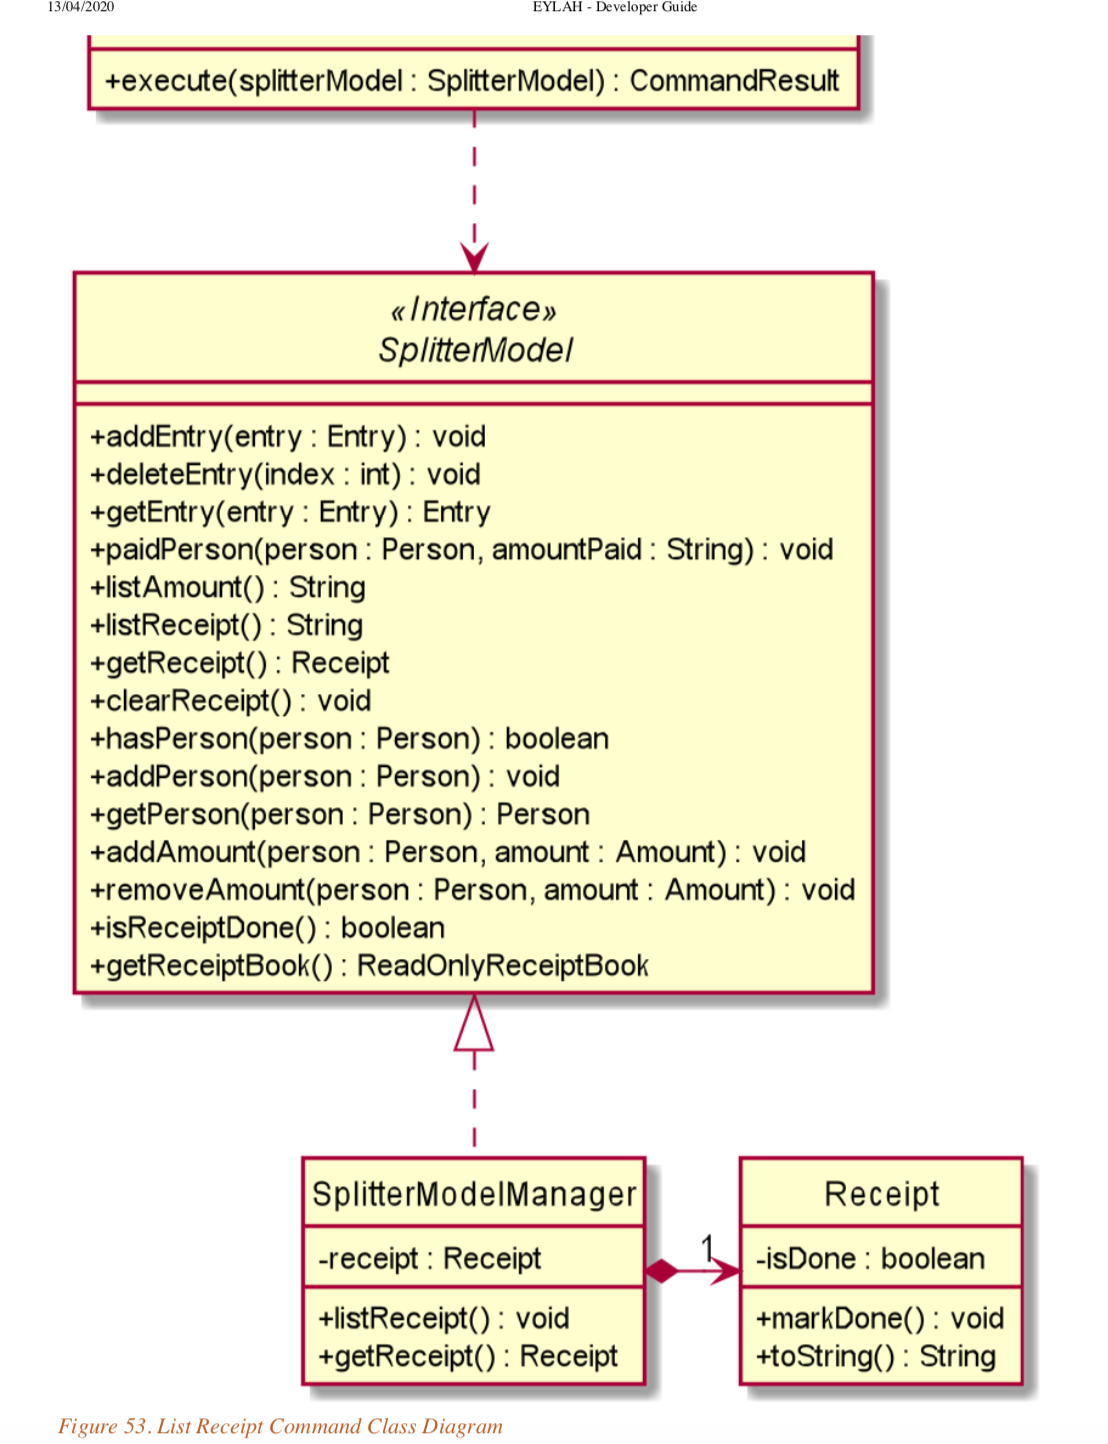 13/04/2020 EYLAH - Developer Guide
+execute(splitterModel : SplitterModel) : CommandResult
«Interface»
SplitterModel
+addEntry(entry : Entry) : void
+deleteEntry(index : int) : void
+getEntry(entry : Entry) : Entry
+paidPerson(person : Person, amountPaid : String) : void
+listAmount() : String
+listReceipt() : String
+getReceipt() : Receipt
+clearReceipt() : void
+hasPerson(person : Person) : boolean
+addPerson(person : Person) : void
+getPerson(person : Person) : Person
+addAmount(person : Person, amount : Amount) : void
+removeAmount(person : Person, amount : Amount) : void
+isReceiptDone() : boolean
+getReceiptBook() : ReadOnlyReceiptBook
SplitterModelManager
-receipt : Receipt
+listReceipt() : void
+getReceipt() : Receipt
1
Receipt
-isDone : boolean
+markDone() : void
+toString() : String
Figure 53. List Receipt Command Class Diagram